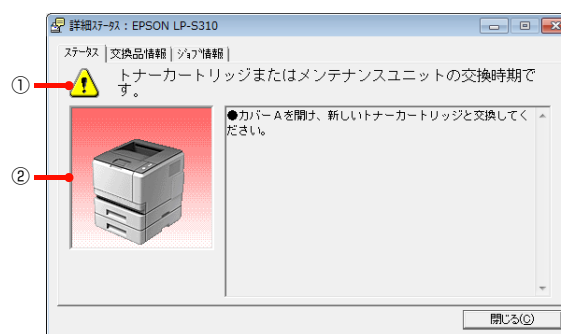 詳細ステータス : EPSON LP-S310
ステータス 交換品情報 ジョブ情報
① トナーカートリッジまたはメンテナンスユニットの交換時期で
す。
●カバーAを開け、新しいトナーカートリッジと交換してく
ださい。
②
閉じる(C)